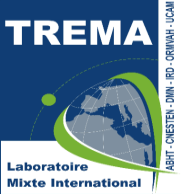 TREMA
ABHT - CNESTEN - DMN - IRD - ORMVAH - UCAM
Laboratoire
Mixte International